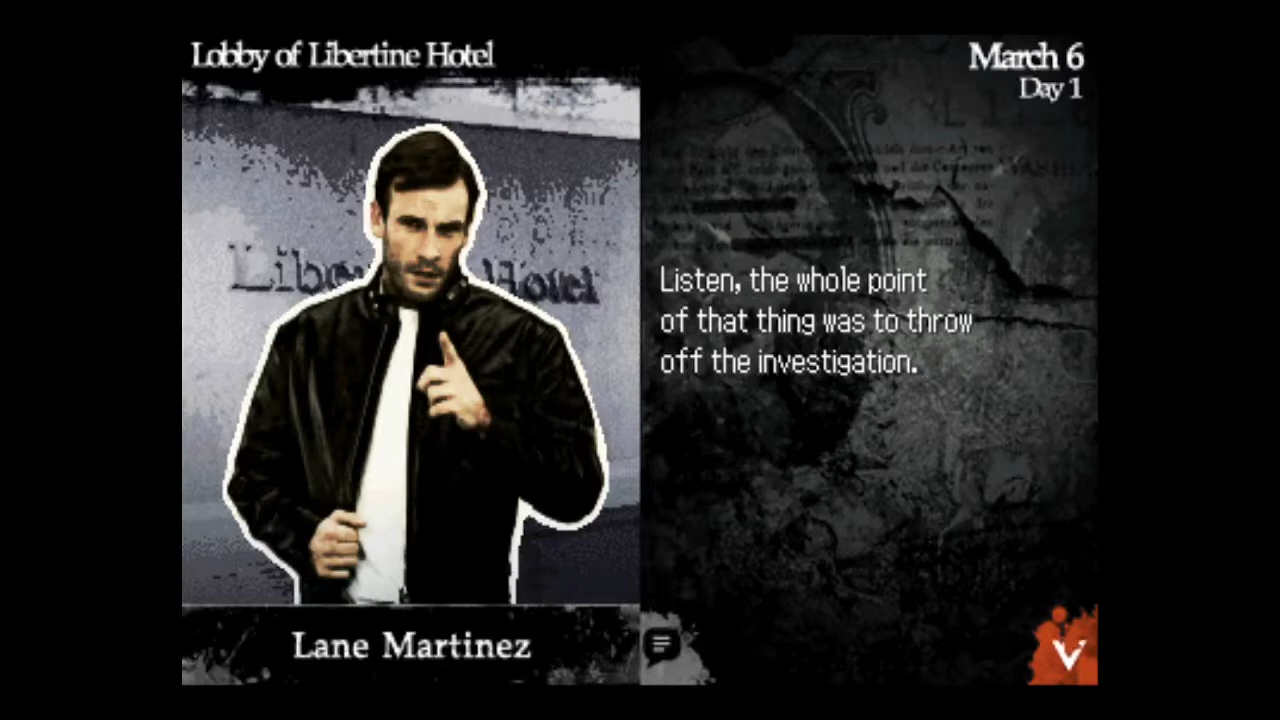 Lobby of Libertine Hotel
March 6
Day 1
Hotel
Listen, the whole point
of that thing was to throw
off the investigation.
Lane Martinez